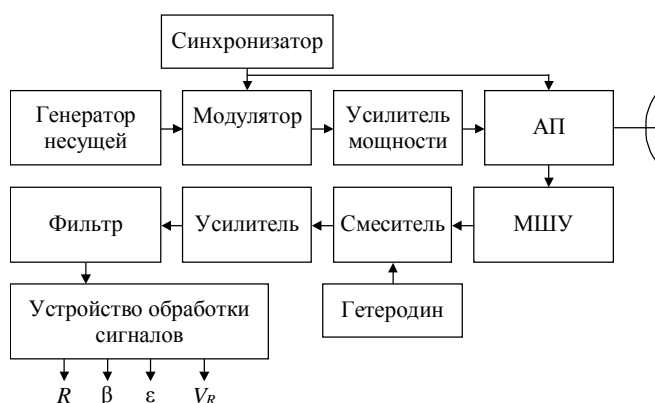 Синхронизатор
Генератор
несущей
Модулятор
Усилитель
мощности
АП
Фильтр
Усилитель
Смеситель
МШУ
Устройство обработки
сигналов
Гетеродин
R β ε V_R